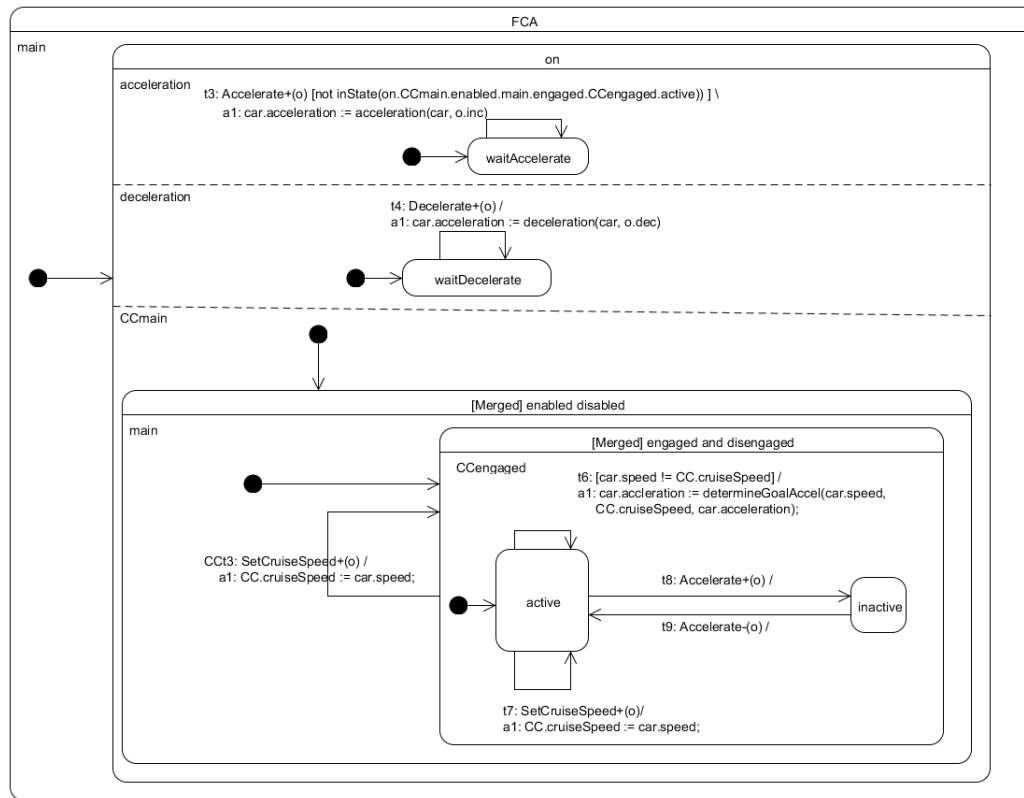 FCA
main
on
acceleration
t3: Accelerate+(o) [not inState(on.CCmain.enabled.main.engaged.CCengaged.active)) ] \
a1: car.acceleration := acceleration(car, o.inc)
waitAccelerate
deceleration
t4: Decelerate+(o) /
a1: car.acceleration := deceleration(car, o.dec)
waitDecelerate
CCmain
[Merged] enabled disabled
main
[Merged] engaged and disengaged
CCengaged
t6: [car.speed != CC.cruiseSpeed] /
a1: car.accleration := determineGoalAccel(car.speed,
CC.cruiseSpeed, car.acceleration);
CCt3: SetCruiseSpeed+(o) /
a1: CC.cruiseSpeed := car.speed;
active
t8: Accelerate+(o) /
inactive
t9: Accelerate-(o) /
t7: SetCruiseSpeed+(o)/
a1: CC.cruiseSpeed := car.speed;